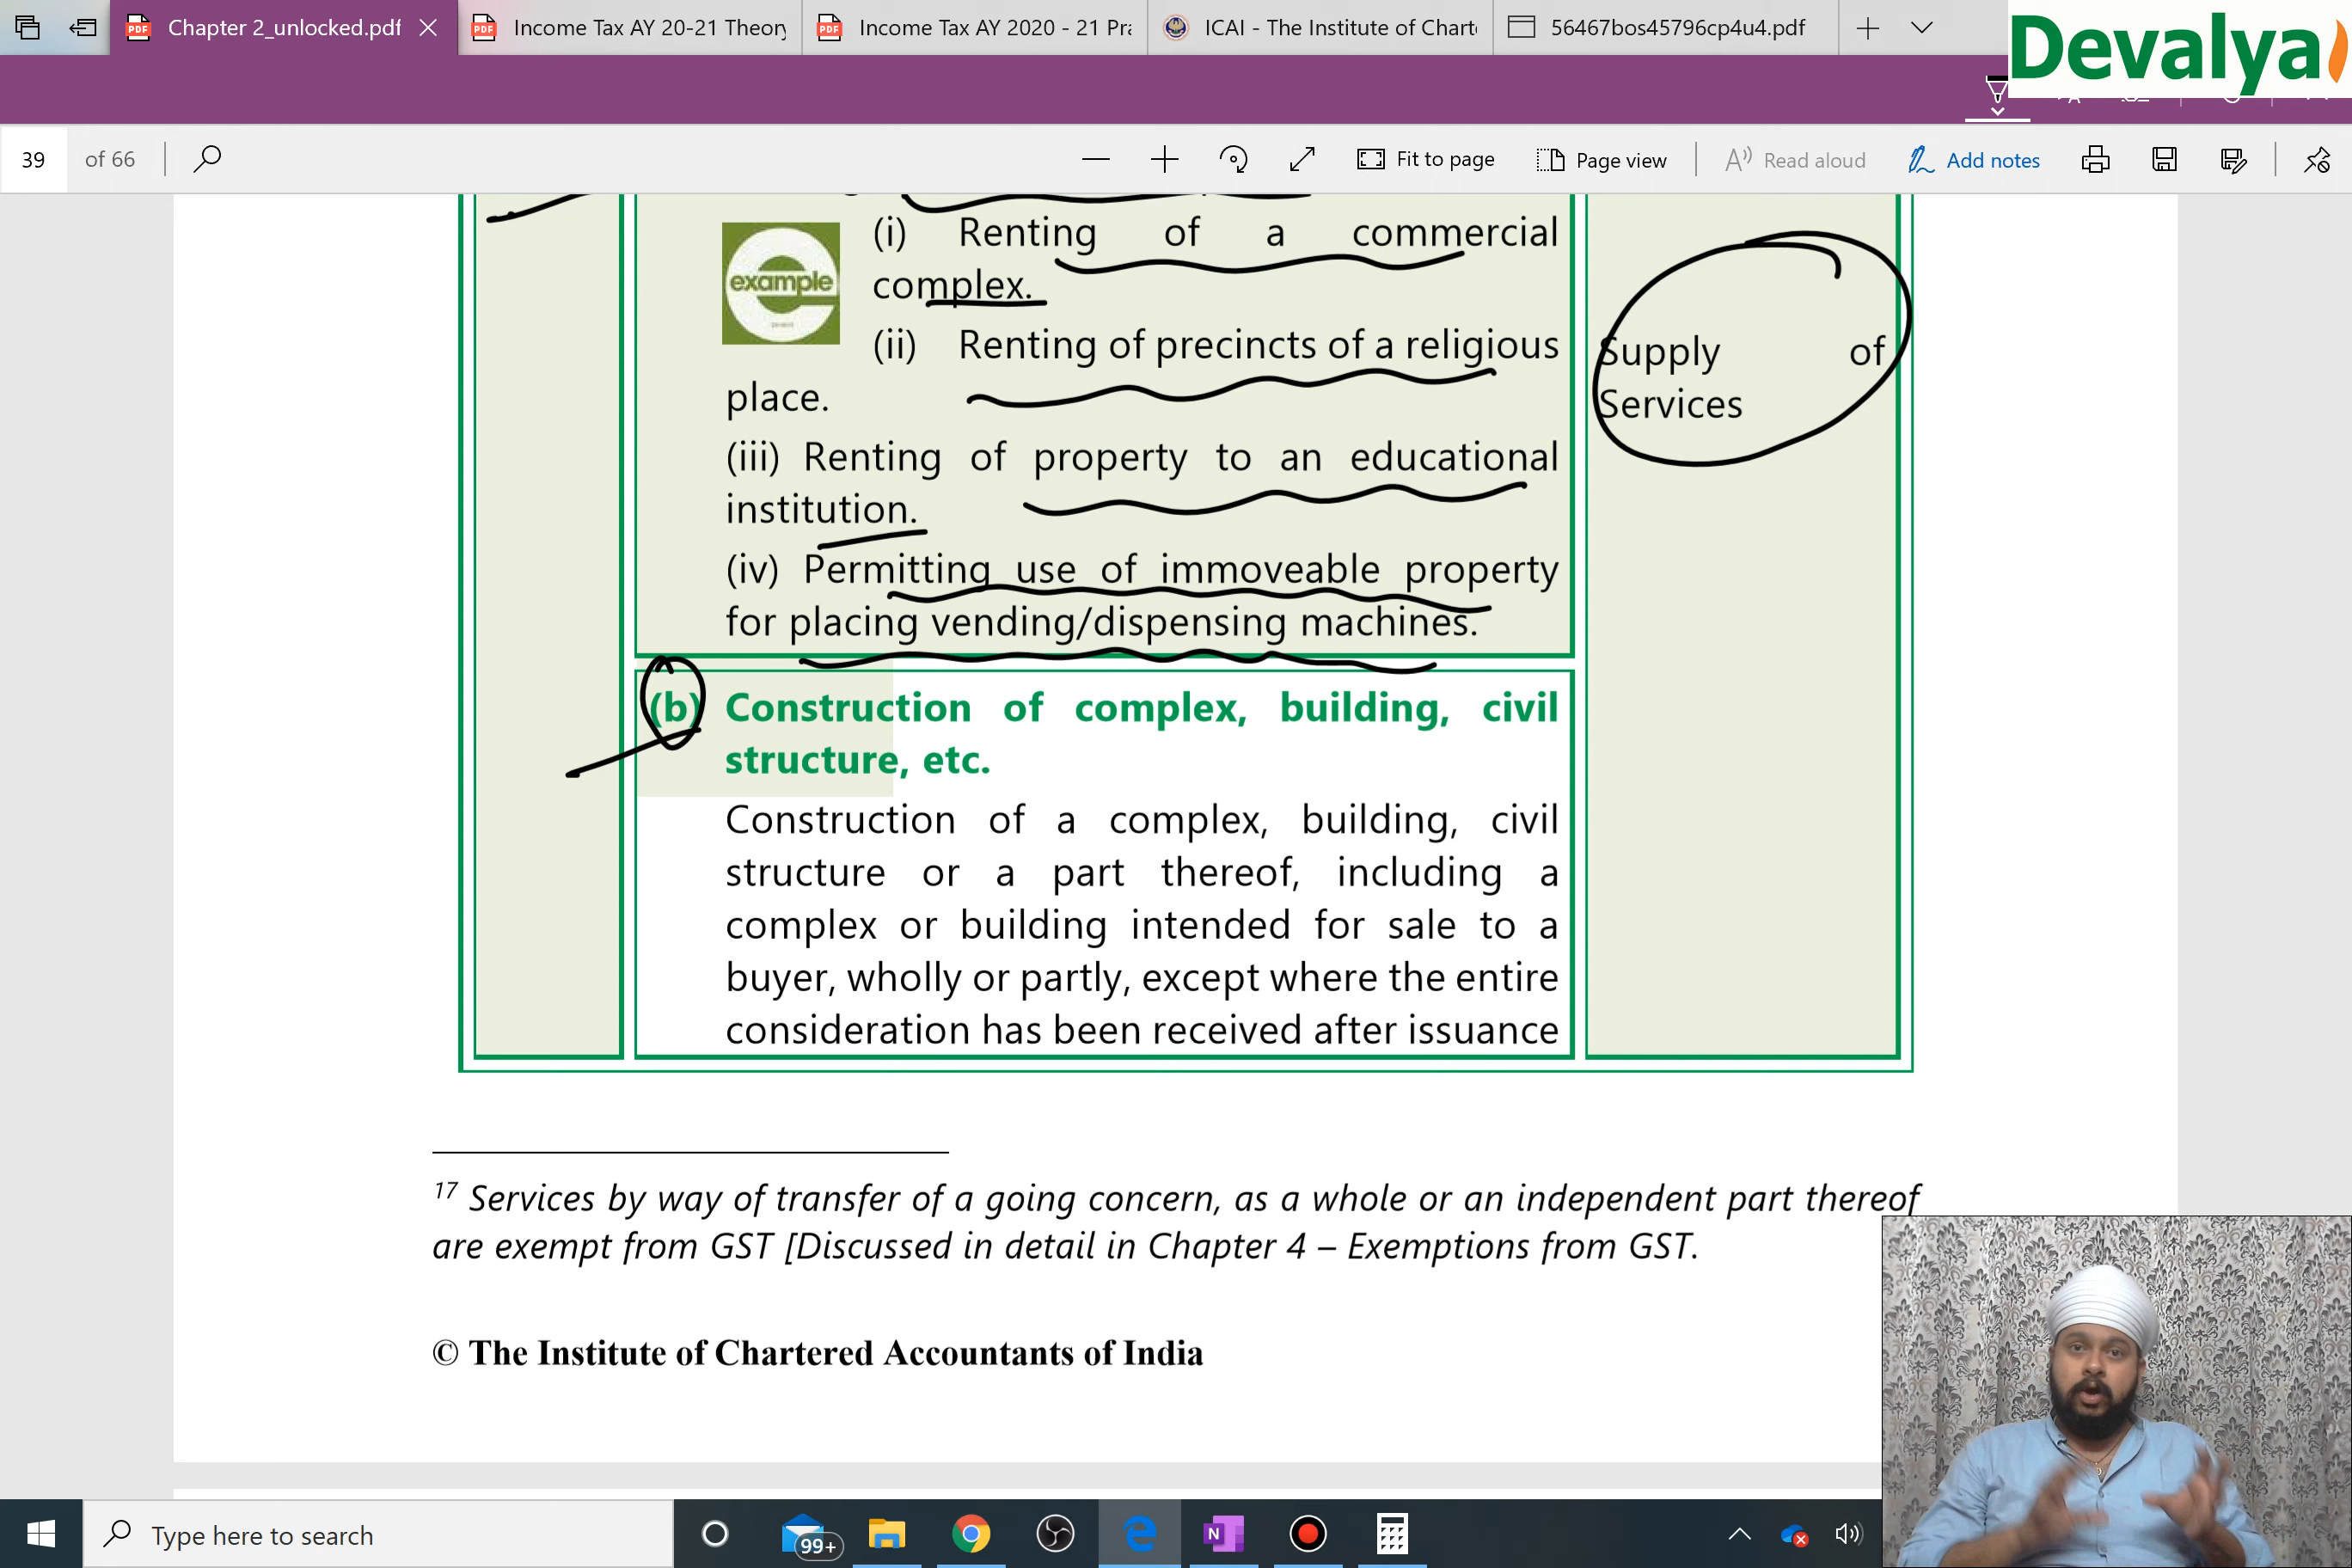 Chapter 2_unlocked.pdf
Income Tax AY 20-21 Theory
Income Tax AY 2020 - 21 Pra
ICAI - The Institute of Chart
56467bos45796cp4u4.pdf
Devalya
39 of 66
Fit to page
Page view
Read aloud
Add notes
example
(i) Renting of a commercial
complex.
(ii) Renting of precincts of a religious
place.
(iii) Renting of property to an educational
institution.
(iv) Permitting use of immoveable property
for placing vending/dispensing machines.
Supply of
Services
(b) Construction of complex, building, civil
structure, etc.
Construction of a complex, building, civil
structure or a part thereof, including a
complex or building intended for sale to a
buyer, wholly or partly, except where the entire
consideration has been received after issuance
17 Services by way of transfer of a going concern, as a whole or an independent part thereof
are exempt from GST [Discussed in detail in Chapter 4 – Exemptions from GST.
© The Institute of Chartered Accountants of India
Type here to search
99+